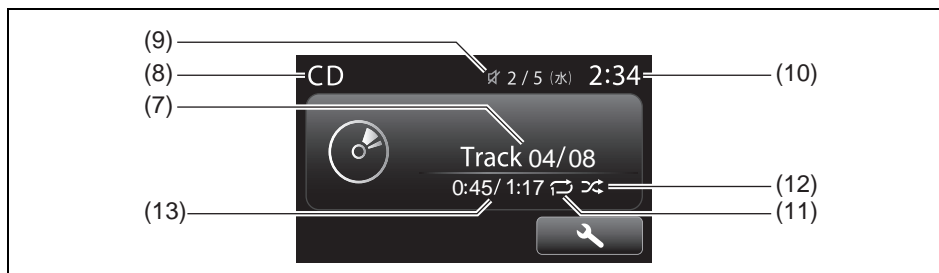 (9)
(8) CD 2 / 5 (水) 2:34 (10)
(7)
Track 04/08
0:45/ 1:17 (12)
(13) (11)